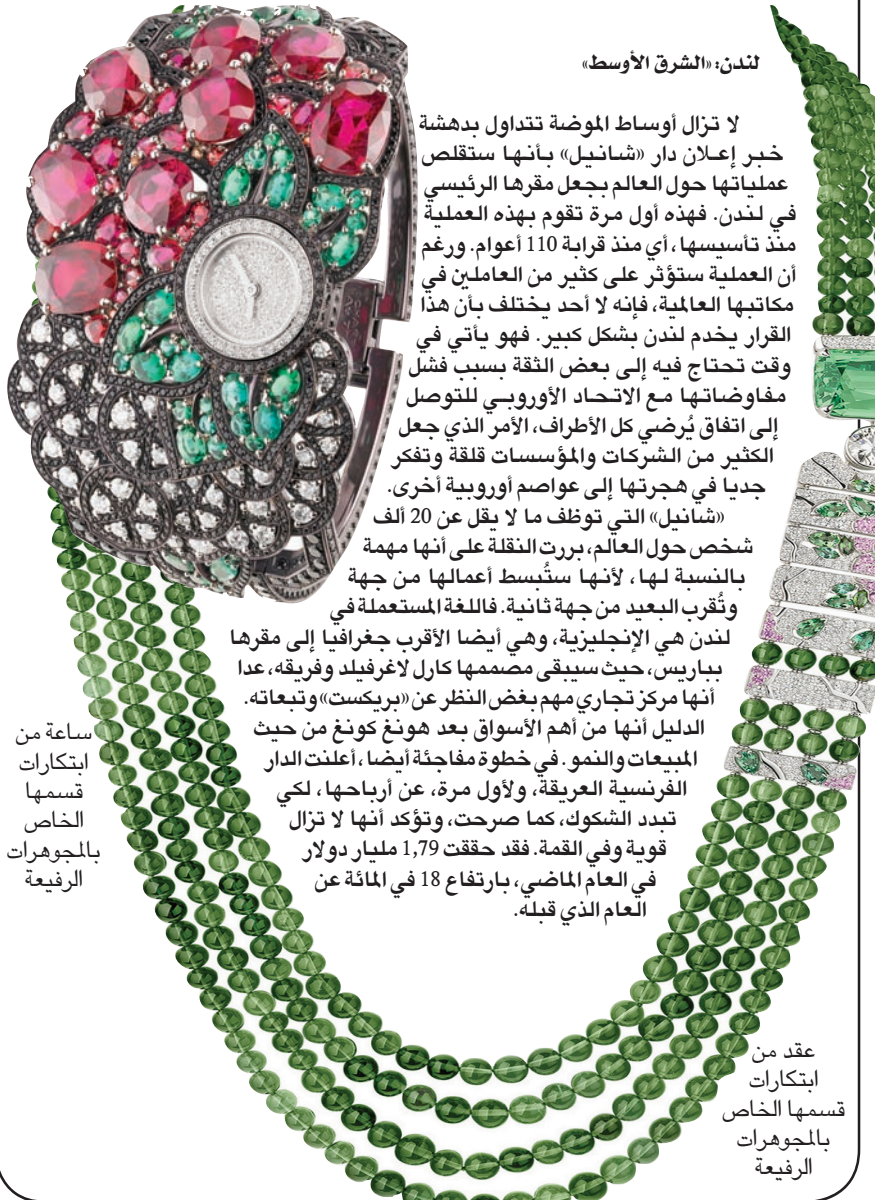 لندن: «الشرق الأوسط»
لا تزال أوساط الموضة تتداول بدهشة
خبر إعلان دار «شانيل» بأنها ستقلص
عملياتها حول العالم بجعل مقرها الرئيسي
في لندن. فهذه أول مرة تقوم بهذه العملية
منذ تأسيسها، أي منذ قرابة 110 أعوام. ورغم
أن العملية ستؤثر على كثير من العاملين في
مكاتبها العالمية، فإنه لا أحد يختلف بأن هذا
القرار يخدم لندن بشكل كبير. فهو يأتي في
وقت تحتاج فيه إلى بعض الثقة بسبب فشل
مفاوضاتها مع الاتحاد الأوروبي للتوصل
إلى اتفاق يُرضي كل الأطراف، الأمر الذي جعل
الكثير من الشركات والمؤسسات قلقة وتفكر
جديا في هجرتها إلى عواصم أوروبية أخرى.
«شانيل» التي توظف ما لا يقل عن 20 ألف
شخص حول العالم، بررت النقلة على أنها مهمة
بالنسبة لها، لأنها ستُبسط أعمالها من جهة
وتُقرب البعيد من جهة ثانية. فاللغة المستعملة في
لندن هي الإنجليزية، وهي أيضا الأقرب جغرافيا إلى مقرها
بباريس، حيث سيبقى مصممها كارل لاغرفيلد وفريقه، عدا
أنها مركز تجاري مهم بغض النظر عن «بريكست» وتبعاته.
الدليل أنها من أهم الأسواق بعد هونغ كونغ من حيث
المبيعات والنمو. في خطوة مفاجئة أيضا، أعلنت الدار
الفرنسية العريقة، ولأول مرة، عن أرباحها، لكي
تبدد الشكوك، كما صرحت، وتؤكد أنها لا تزال
قوية وفي القمة. فقد حققت 1,79 مليار دولار
في العام الماضي، بارتفاع 18 في المائة عن
العام الذي قبله.
ساعة من
ابتكارات
قسمها
الخاص
بالمجوهرات
الرفيعة
عقد من
ابتكارات
قسمها الخاص
بالمجوهرات
الرفيعة